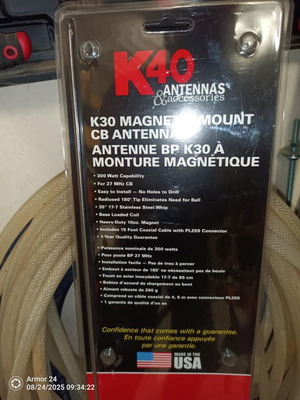 K40
ANTENNAS
& accessories
K30 MAGNETIC MOUNT
CB ANTENNA
ANTENNE BP K30 À
MONTURE MAGNÉTIQUE
• 300 Watt Capability
• For 27 MHz CB
• Easy to Install – No Holes to Drill
• Radiused 180° Tip Eliminates Need for Ball
• 35" 17-7 Stainless Steel Whip
• Base Loaded Coil
• Heavy-Duty 10oz. Magnet
• Includes 15 Foot Coaxial Cable with PL259 Connector
• 1-Year Quality Guarantee
• Puissance nominale de 300 watts
• Pour poste BP 27 MHz
• Installation facile – Pas de trou à percer
• Embout à secteur de 180° ne nécessitant pas de boule
• Fouet en acier inoxydable 17-7 de 89 cm
• Bobine d'accord de chargement au bout
• Aimant robuste de 280 g
• Comprend un câble coaxial de 4, 6 m avec connecteur PL259
• 1 garantie de qualité d'un an
Confidence that comes with a guarantee.
En toute confiance appuyée
par une garantie.
MADE IN THE
USA
Armor 24
08/24/2025 09:34:22